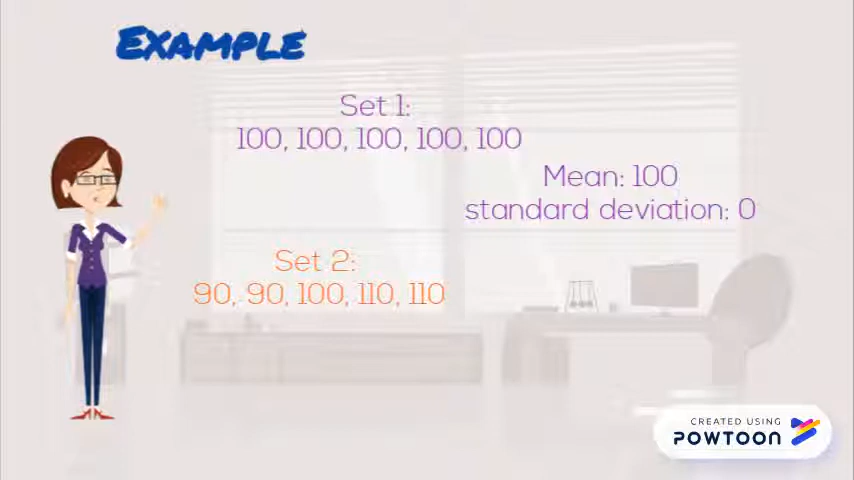 EXAMPLE
Set 1:
100, 100, 100, 100, 100
Mean: 100
standard deviation: 0
Set 2:
90, 90, 100, 110, 110
CREATED USING
POWTOON